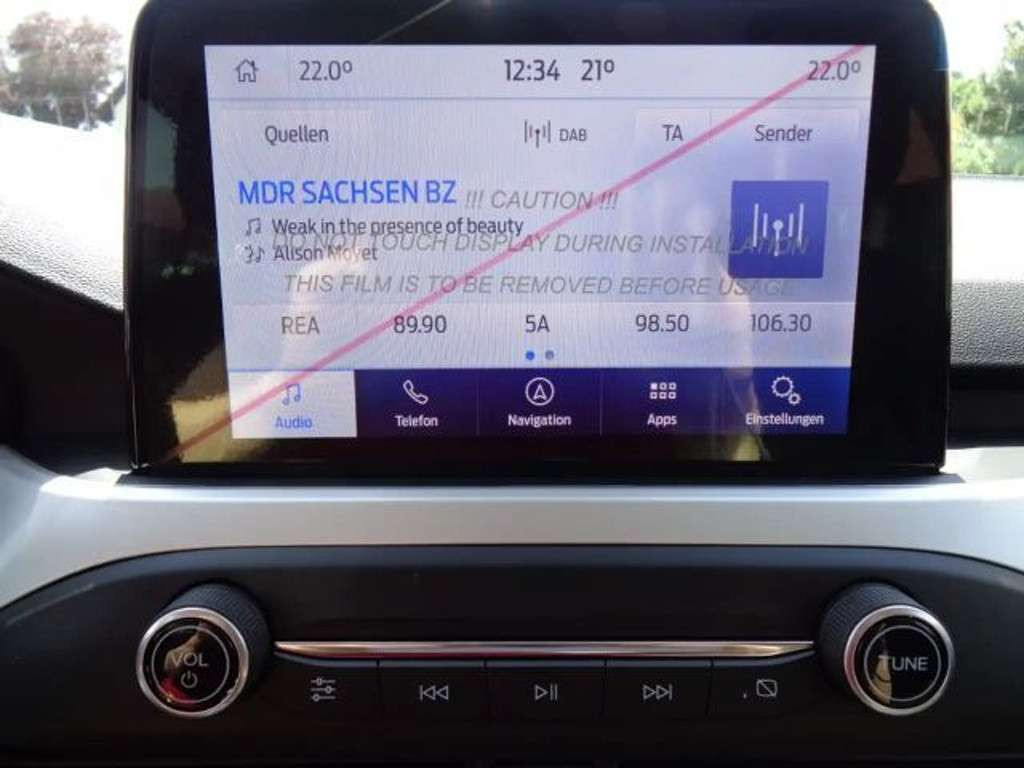 22.0° 12:34 21° 22.0°
Quellen DAB TA Sender
MDR SACHSEN BZ
!!! CAUTION !!!
Weak in the presence of beauty
DO NOT TOUCH DISPLAY DURING INSTALLATION
Alison Moyet
THIS FILM IS TO BE REMOVED BEFORE USAGE
REA 89.90 5A 98.50 106.30
Audio Telefon Navigation Apps Einstellungen
VOL TUNE